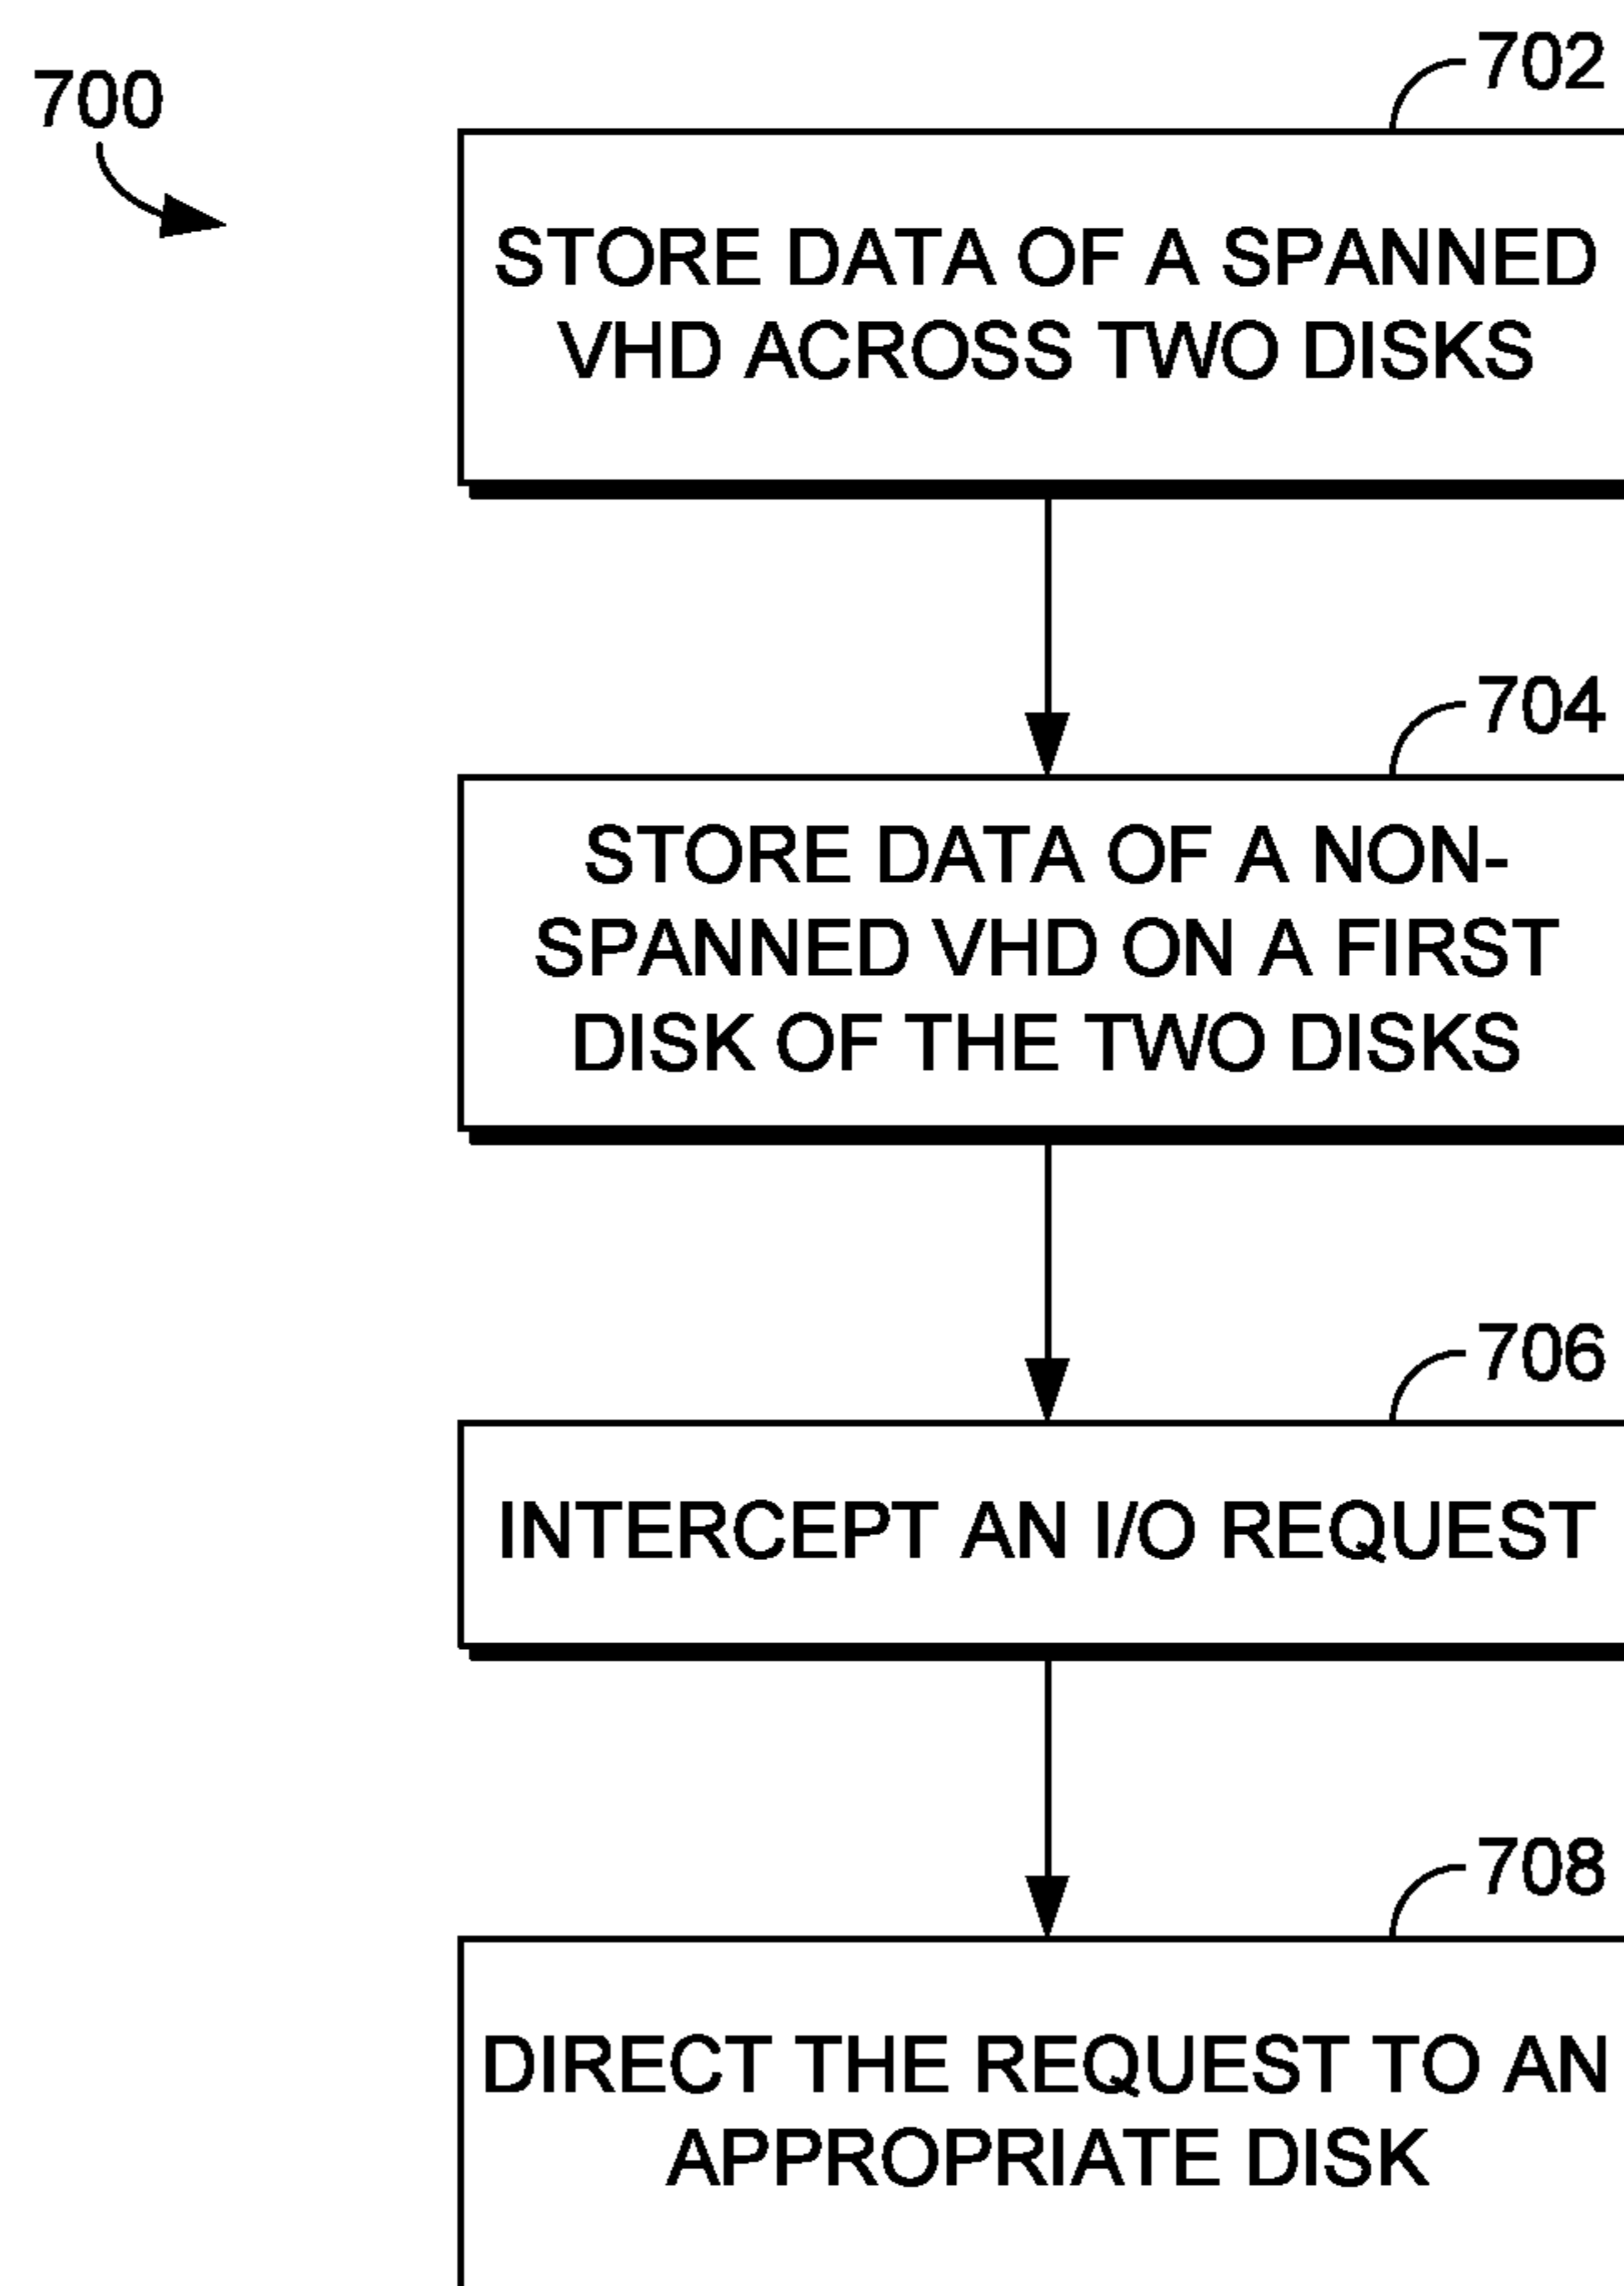 700
702
STORE DATA OF A SPANNED
VHD ACROSS TWO DISKS
704
STORE DATA OF A NON-
SPANNED VHD ON A FIRST
DISK OF THE TWO DISKS
706
INTERCEPT AN I/O REQUEST
708
DIRECT THE REQUEST TO AN
APPROPRIATE DISK